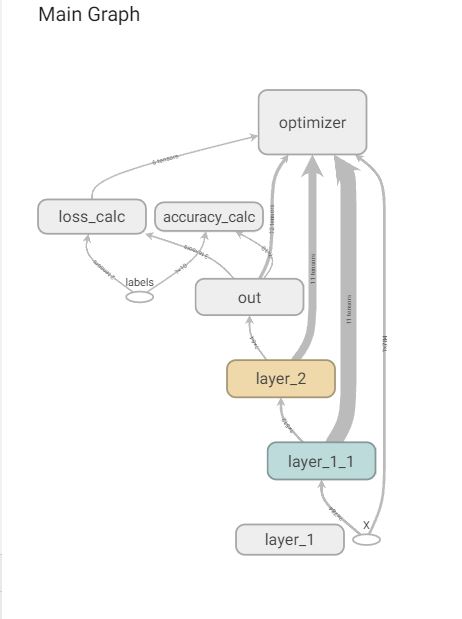 Main Graph
optimizer
6 tensors
loss_calc
accuracy_calc
12 tensors
labels
out
11 tensors
11 tensors
layer_2
layer_1_1
X
layer_1